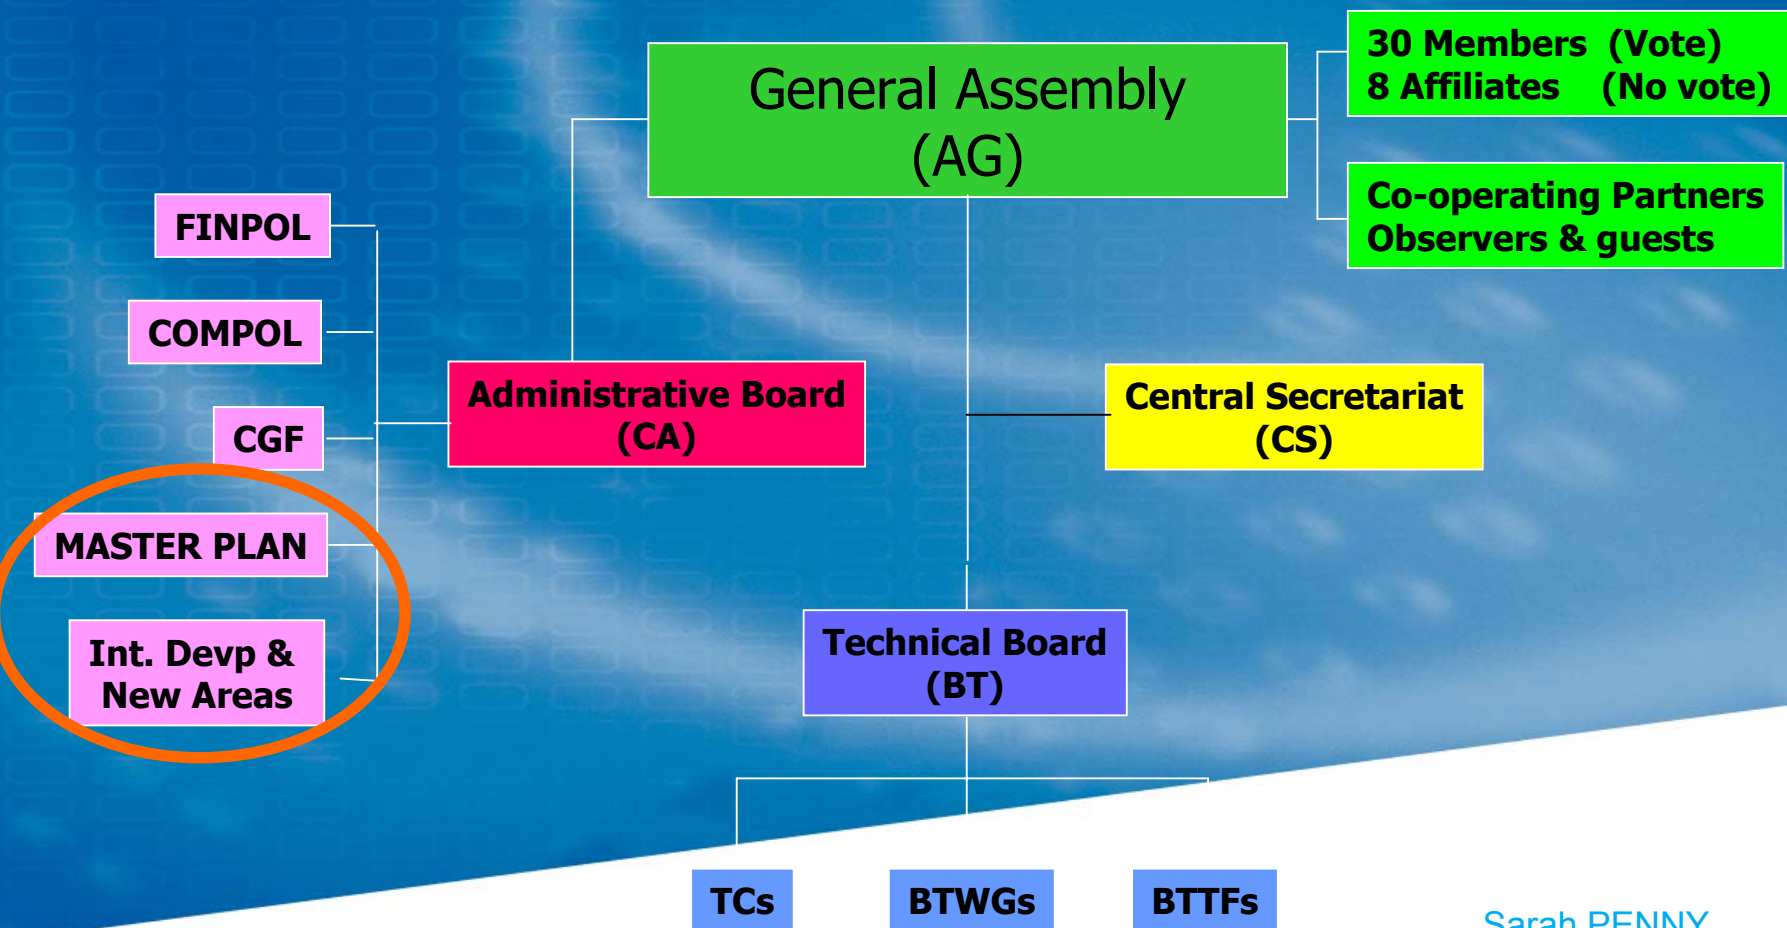 General Assembly
(AG)
30 Members (Vote)
8 Affiliates (No vote)
Co-operating Partners
Observers & guests
FINPOL
COMPOL
CGF
MASTER PLAN
Int. Devp &
New Areas
Administrative Board
(CA)
Central Secretariat
(CS)
Technical Board
(BT)
TCs
BTWGs
BTTFs
Sarah PENNY